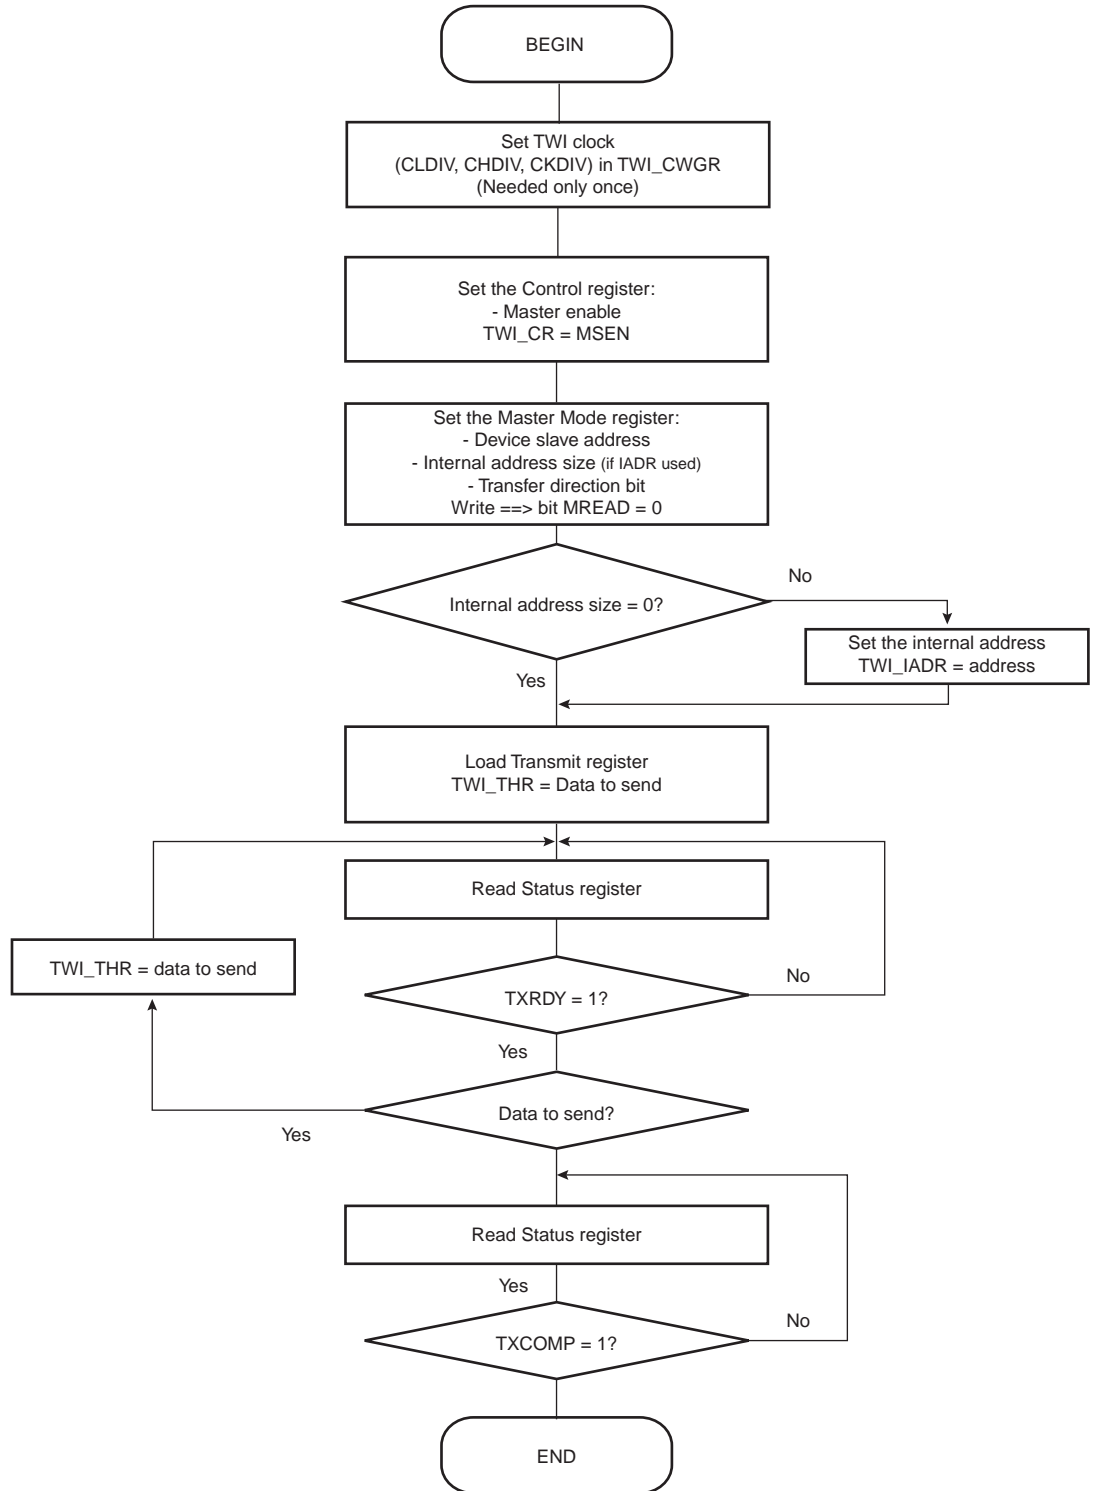 BEGIN
Set TWI clock
(CLDIV, CHDIV, CKDIV) in TWI_CWGR
(Needed only once)
Set the Control register:
- Master enable
TWI_CR = MSEN
Set the Master Mode register:
- Device slave address
- Internal address size (if IADR used)
- Transfer direction bit
Write ==> bit MREAD = 0
No
Internal address size = 0?
Set the internal address
TWI_IADR = address
Yes
Load Transmit register
TWI_THR = Data to send
Read Status register
TWI_THR = data to send
No
TXRDY = 1?
Yes
Data to send?
Yes
Read Status register
Yes
No
TXCOMP = 1?
END